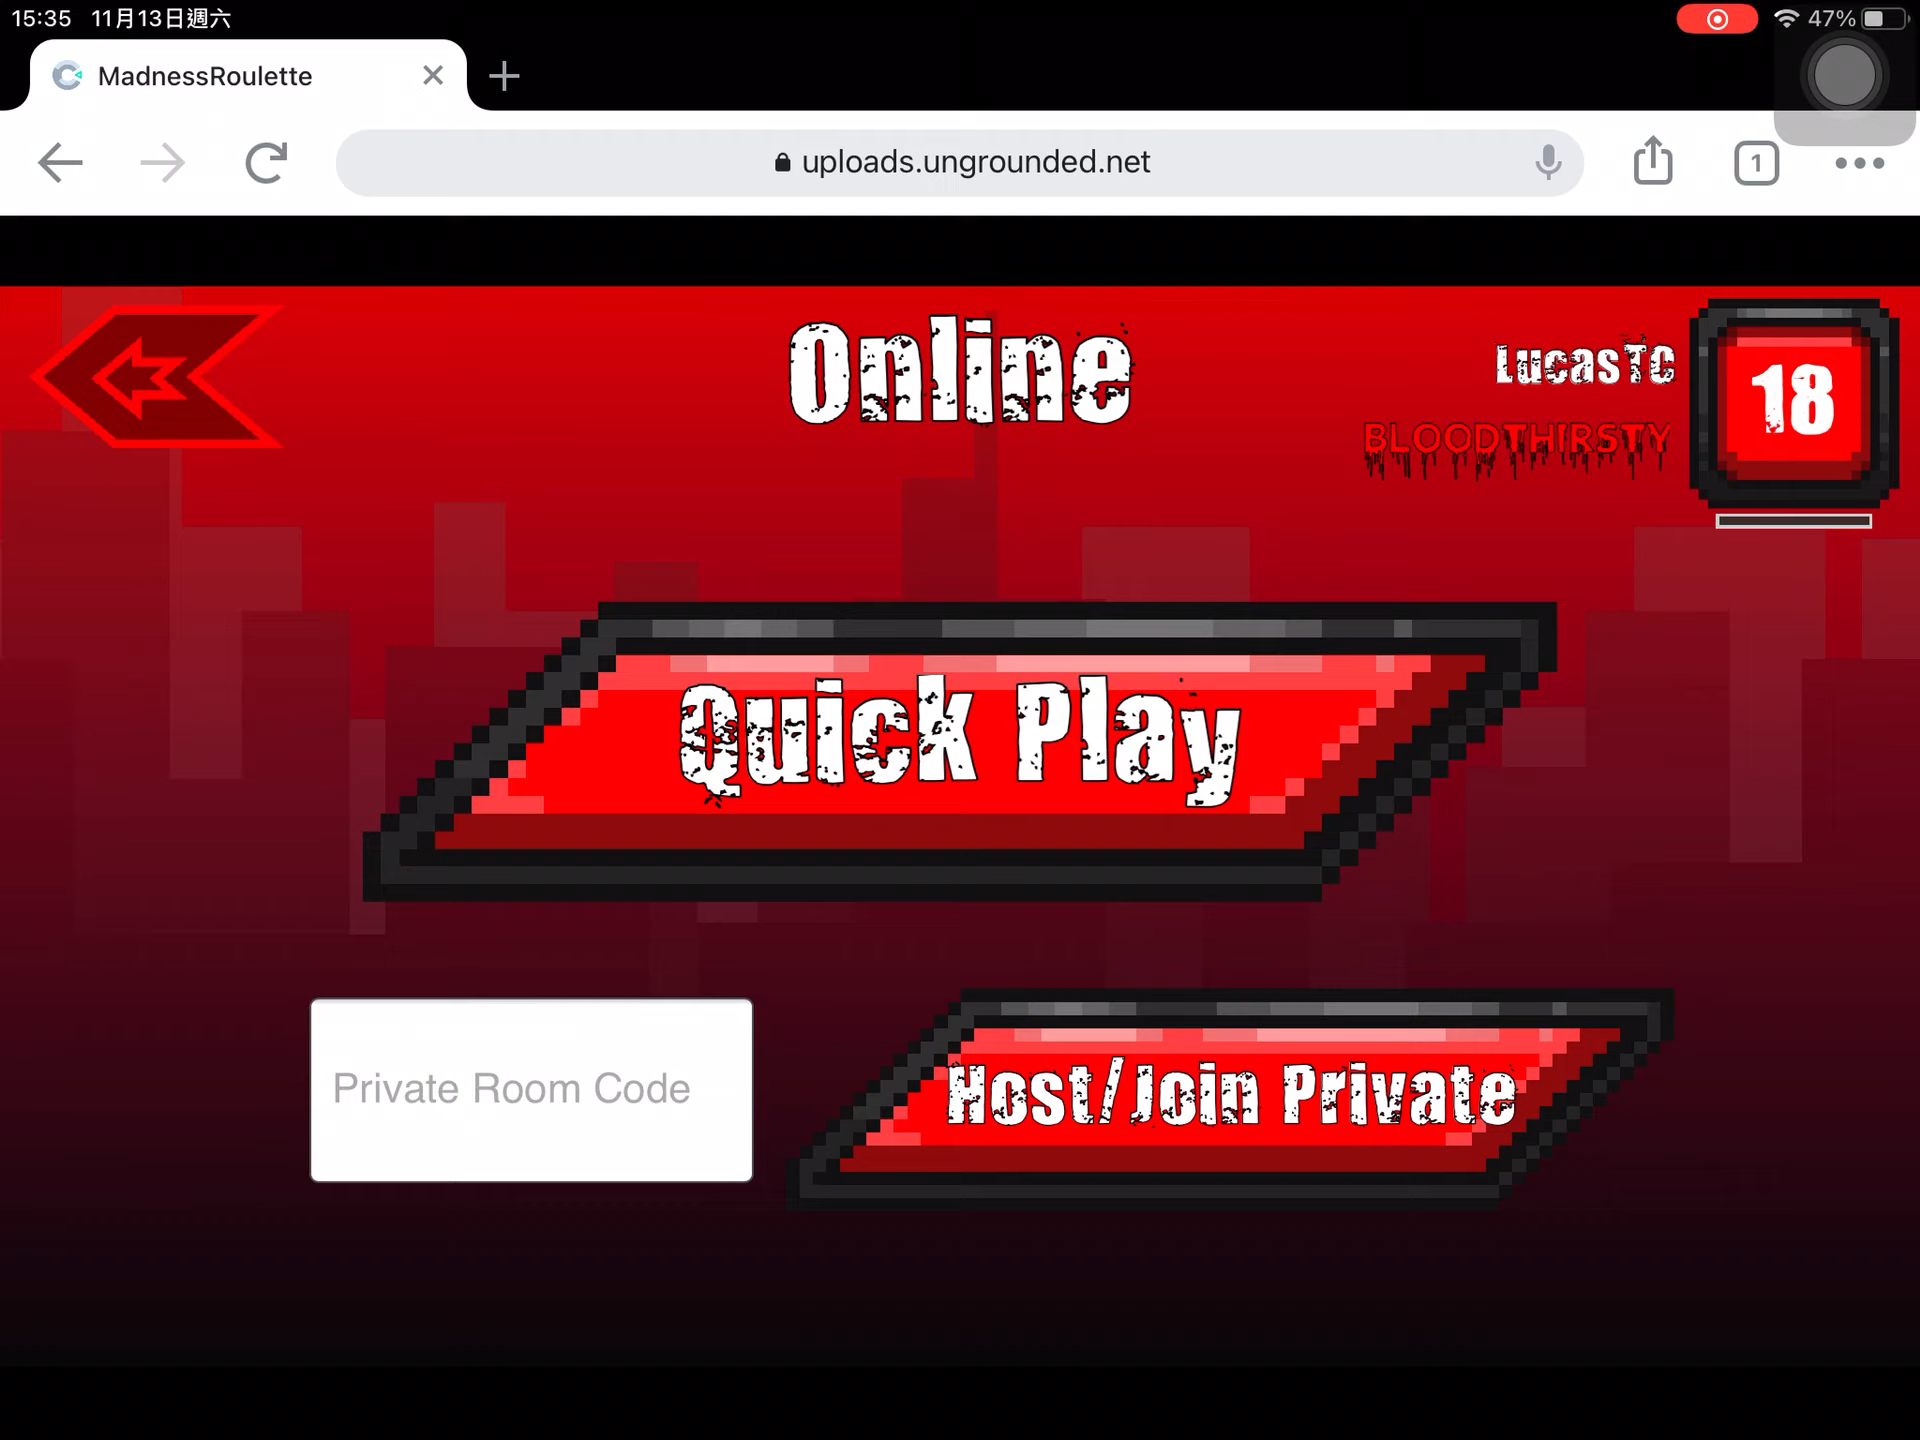 15:35 11月13日週六
47%
MadnessRoulette
uploads.ungrounded.net
1
Online
LucasTC
BLOODTHIRSTY
18
Quick Play
Private Room Code
Host/Join Private